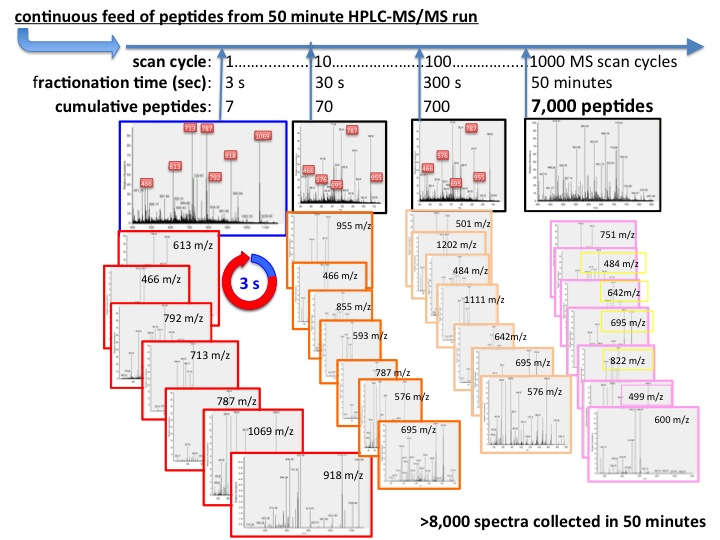 continuous feed of peptides from 50 minute HPLC-MS/MS run
scan cycle: 1................10....................100.................1000 MS scan cycles
fractionation time (sec): 3 s 30 s 300 s 50 minutes
cumulative peptides: 7 70 700 7,000 peptides
713 787 1069
918
613
792
466
787
466
576
695
955
787
576
466
695
955
613 m/z
466 m/z
792 m/z
713 m/z
787 m/z
1069 m/z
918 m/z
3 s
955 m/z
466 m/z
855 m/z
593 m/z
787 m/z
576 m/z
695 m/z
501 m/z
1202 m/z
484 m/z
1111 m/z
642m/z
695 m/z
576 m/z
751 m/z
484 m/z
642m/z
695 m/z
822 m/z
499 m/z
600 m/z
>8,000 spectra collected in 50 minutes